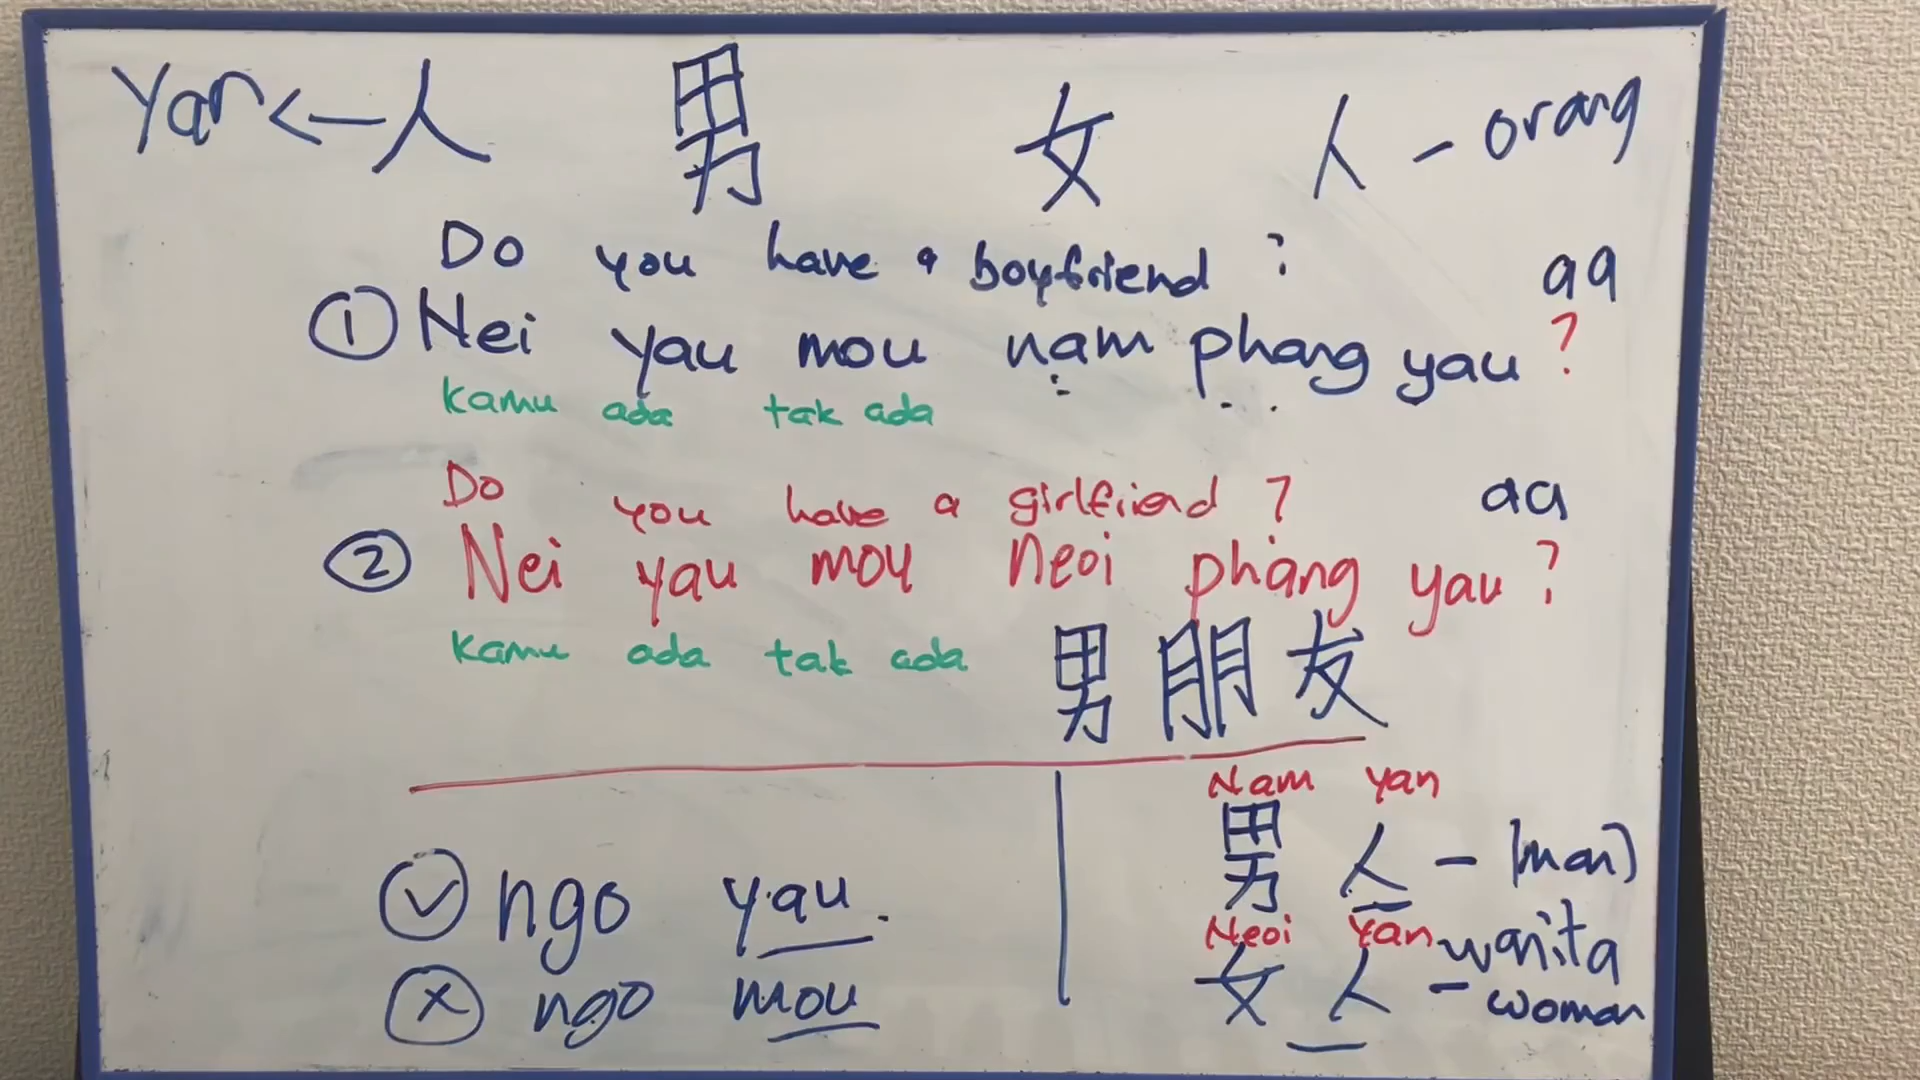 Yan <— 人 男 女 人 - orang
Do you have a boyfriend ?
aa
① Nei yau mou nam phang yau ?
kamu ada tak ada
Do you have a girlfriend ?
aa
② Nei yau mou neoi phang yau ?
kamu ada tak ada
男 朋 友
Nam yan
男 人 - (man)
Neoi Yan
wanita
女 人 - woman
ngo yau.
ngo mou